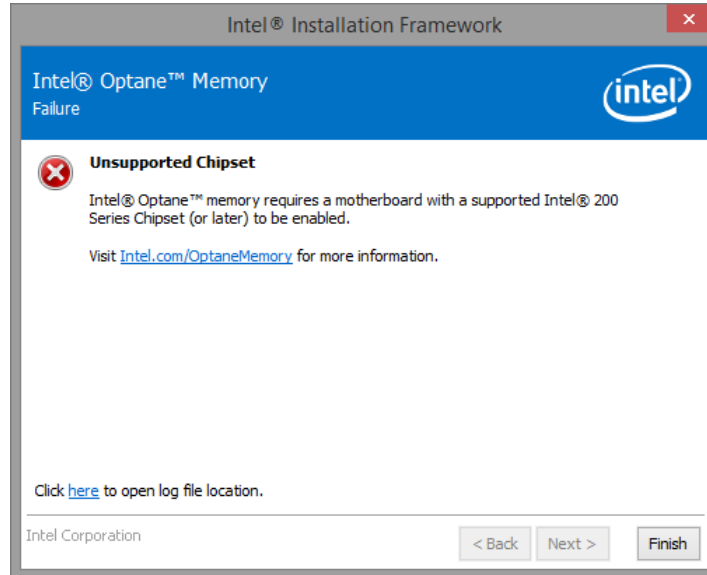 Intel® Installation Framework
Intel® Optane™ Memory
Failure
intel
Unsupported Chipset
Intel® Optane™ memory requires a motherboard with a supported Intel® 200
Series Chipset (or later) to be enabled.
Visit Intel.com/OptaneMemory for more information.
Click here to open log file location.
Intel Corporation
< Back
Next >
Finish